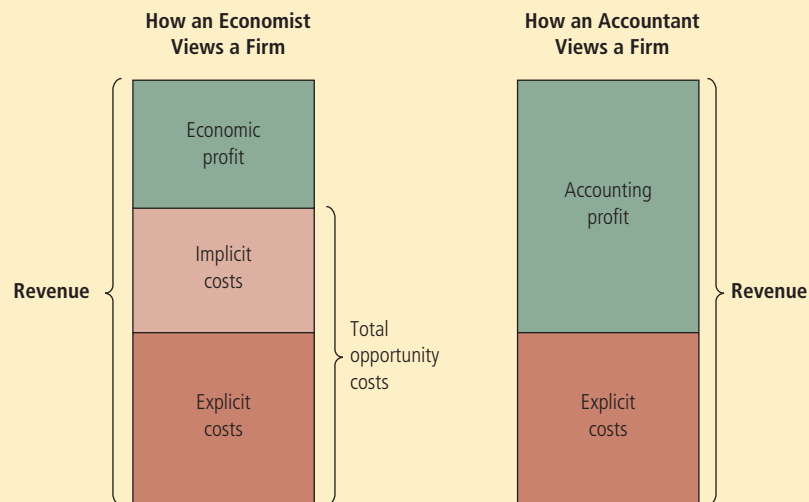 How an Economist
Views a Firm
How an Accountant
Views a Firm
Economic
profit
Implicit
costs
Explicit
costs
Revenue
Total
opportunity
costs
Accounting
profit
Explicit
costs
Revenue